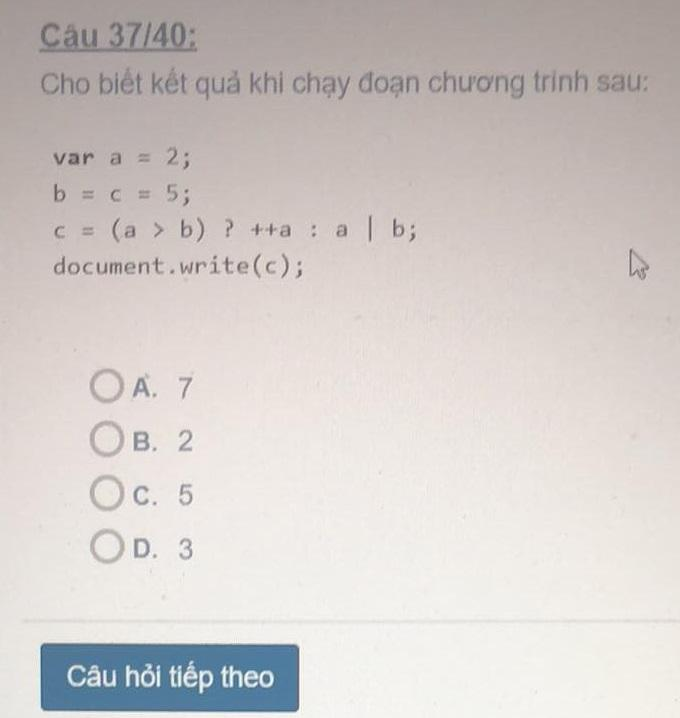 Câu 37/40:
Cho biết kết quả khi chạy đoạn chương trình sau:
var a = 2;
b = c = 5;
c = (a > b) ? ++a : a | b;
document.write(c);
A. 7
B. 2
C. 5
D. 3
Câu hỏi tiếp theo